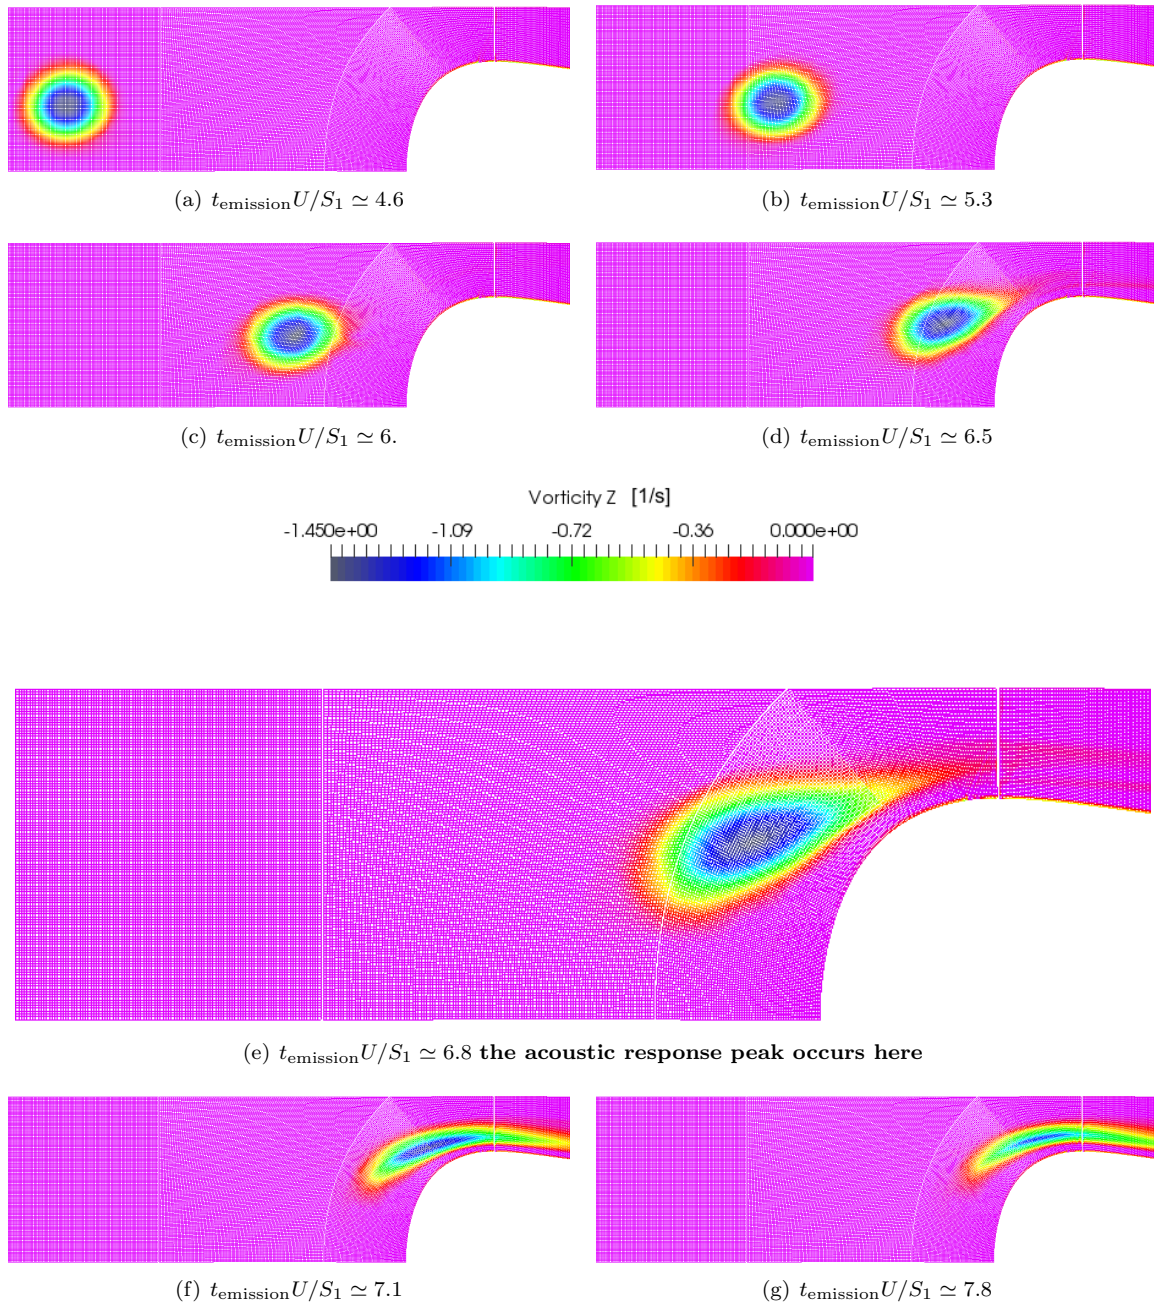 (a) t_emission U/S_1 ≃ 4.6
(b) t_emission U/S_1 ≃ 5.3
(c) t_emission U/S_1 ≃ 6.
(d) t_emission U/S_1 ≃ 6.5
Vorticity Z [1/s]
-1.450e+00 -1.09 -0.72 -0.36 0.000e+00
(e) t_emission U/S_1 ≃ 6.8 the acoustic response peak occurs here
(f) t_emission U/S_1 ≃ 7.1
(g) t_emission U/S_1 ≃ 7.8